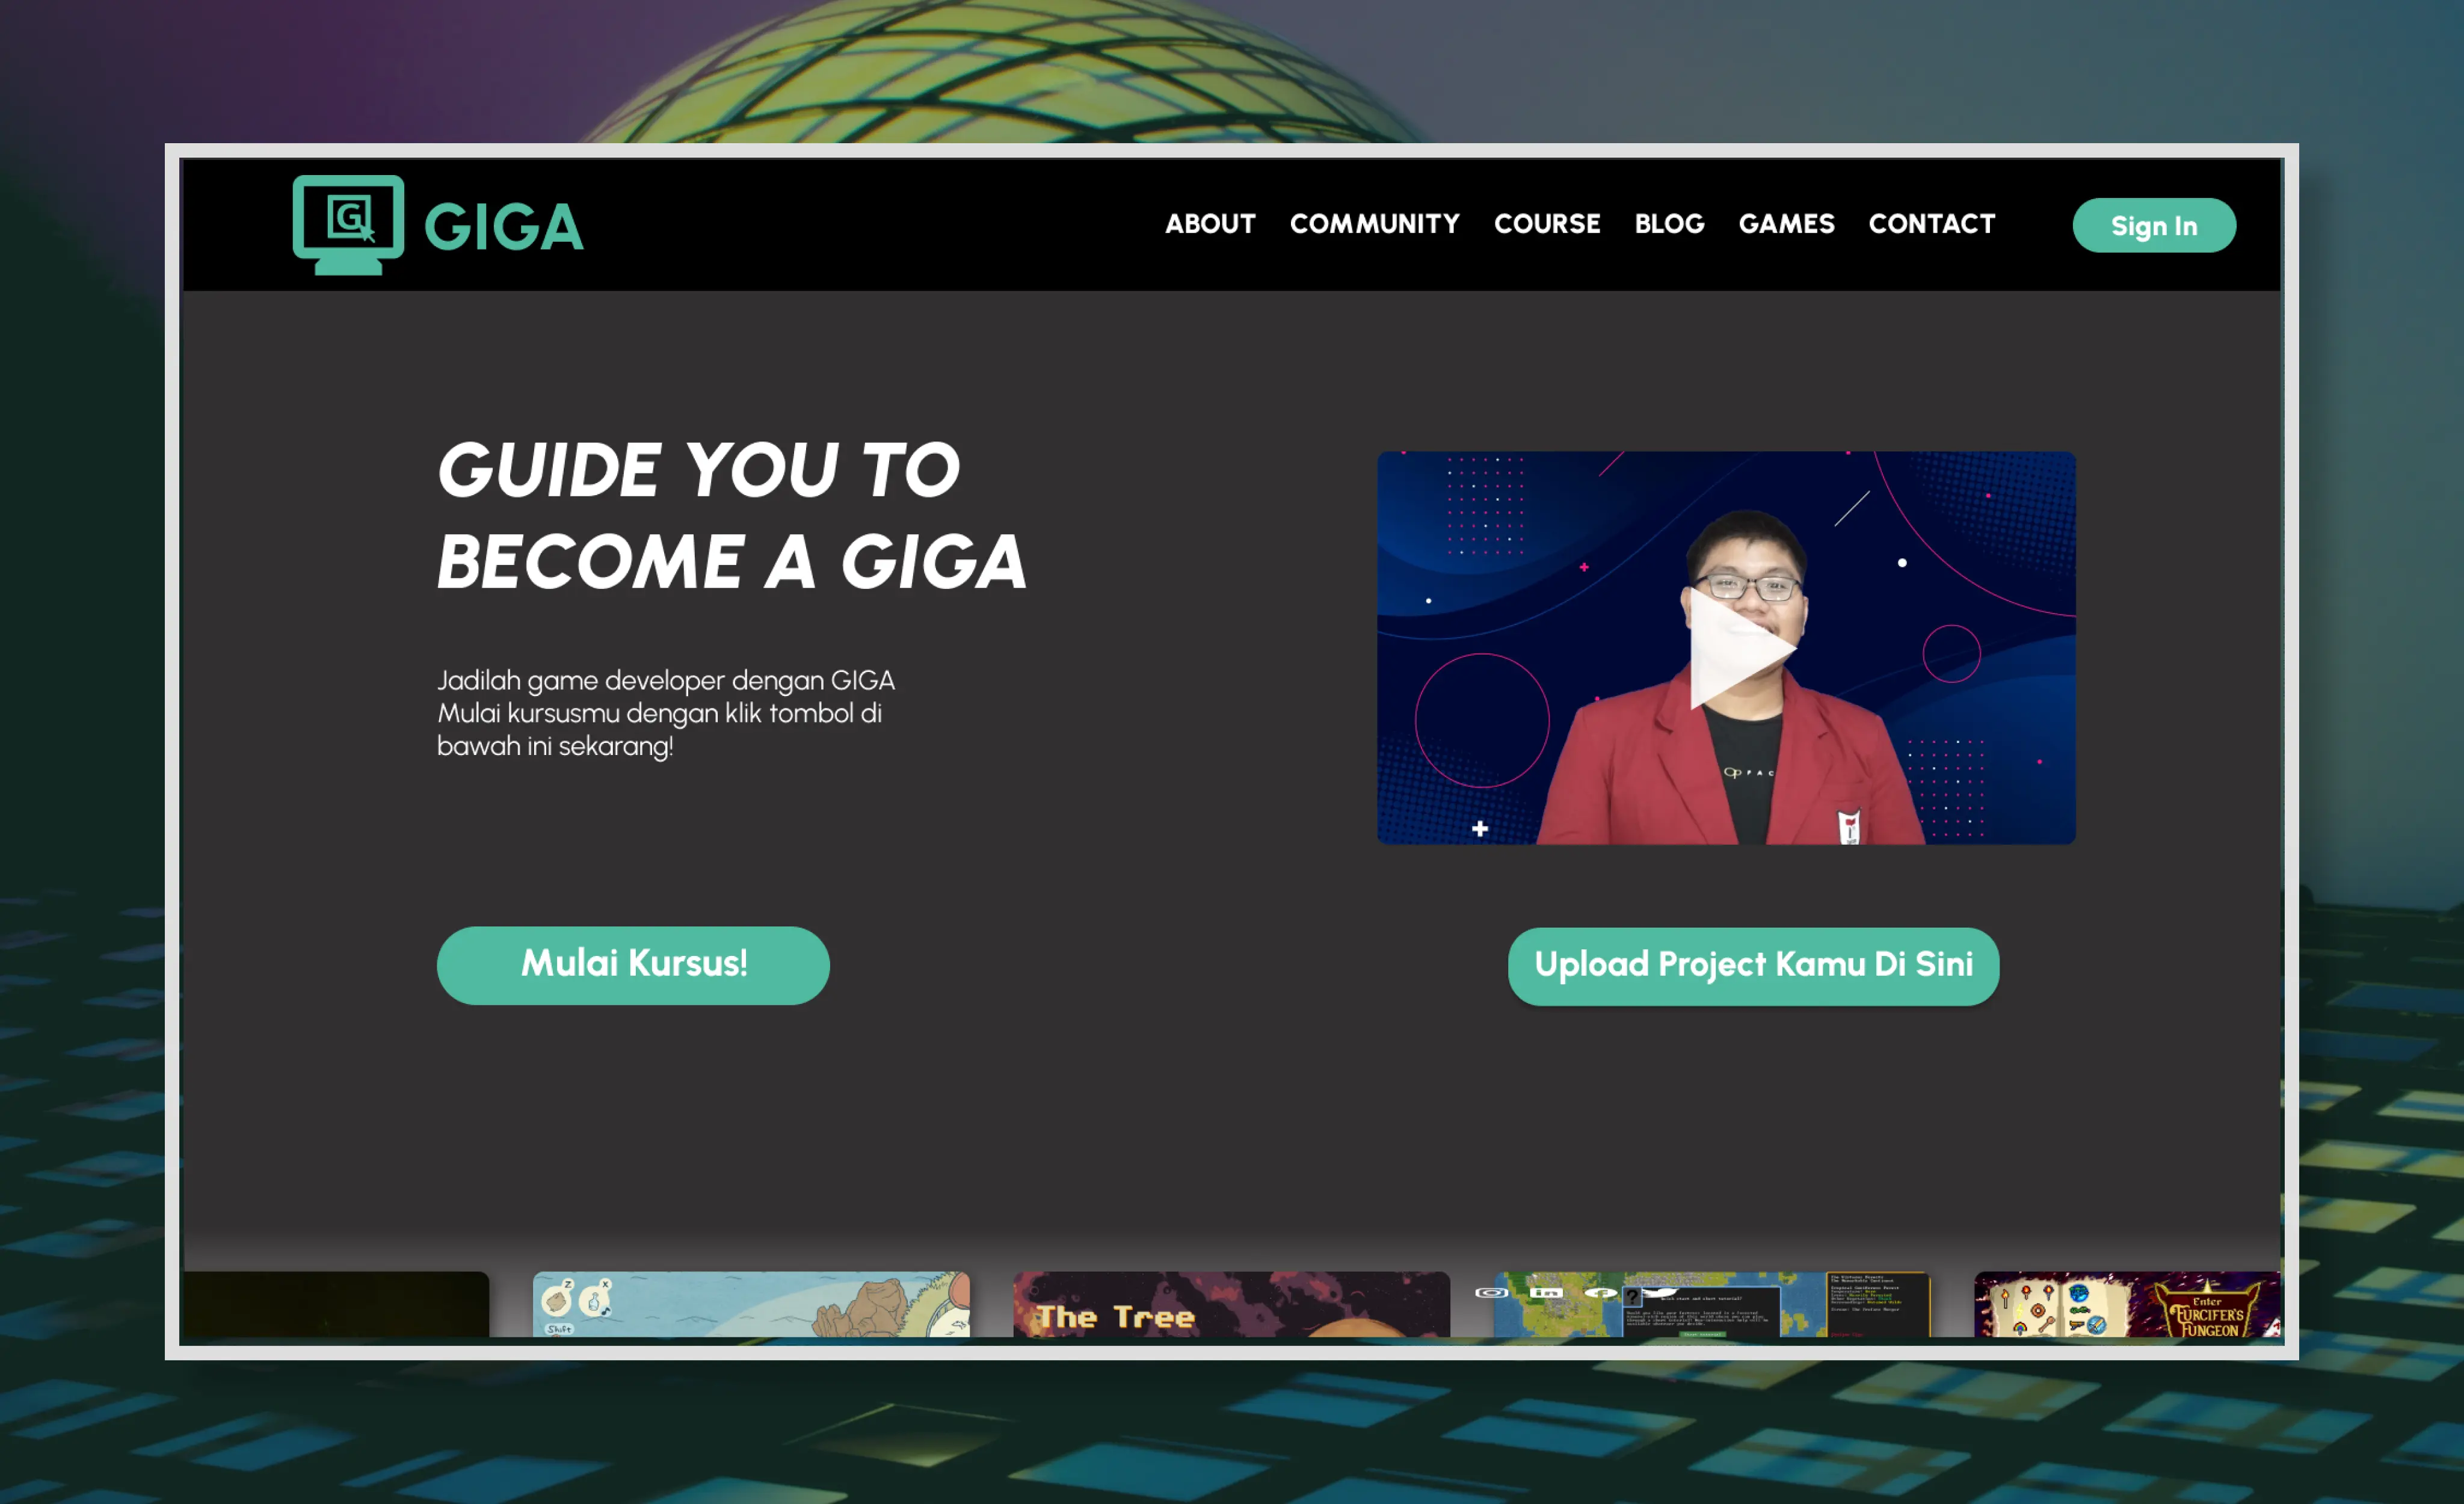 G
GIGA
ABOUT COMMUNITY COURSE BLOG GAMES CONTACT
Sign In
GUIDE YOU TO
BECOME A GIGA
Jadilah game developer dengan GIGA
Mulai kursusmu dengan klik tombol di
bawah ini sekarang!
Mulai Kursus!
Upload Project Kamu Di Sini
Z X
Shift
The Tree
in
?
Enter